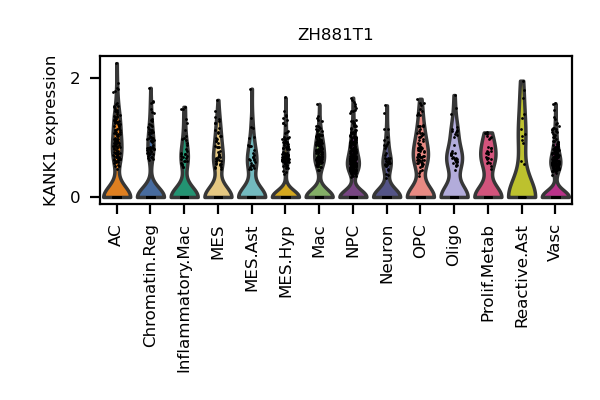 ZH881T1
KANK1 expression
2
0
AC
Chromatin.Reg
Inflammatory.Mac
MES
MES.Ast
MES.Hyp
Mac
NPC
Neuron
OPC
Oligo
Prolif.Metab
Reactive.Ast
Vasc